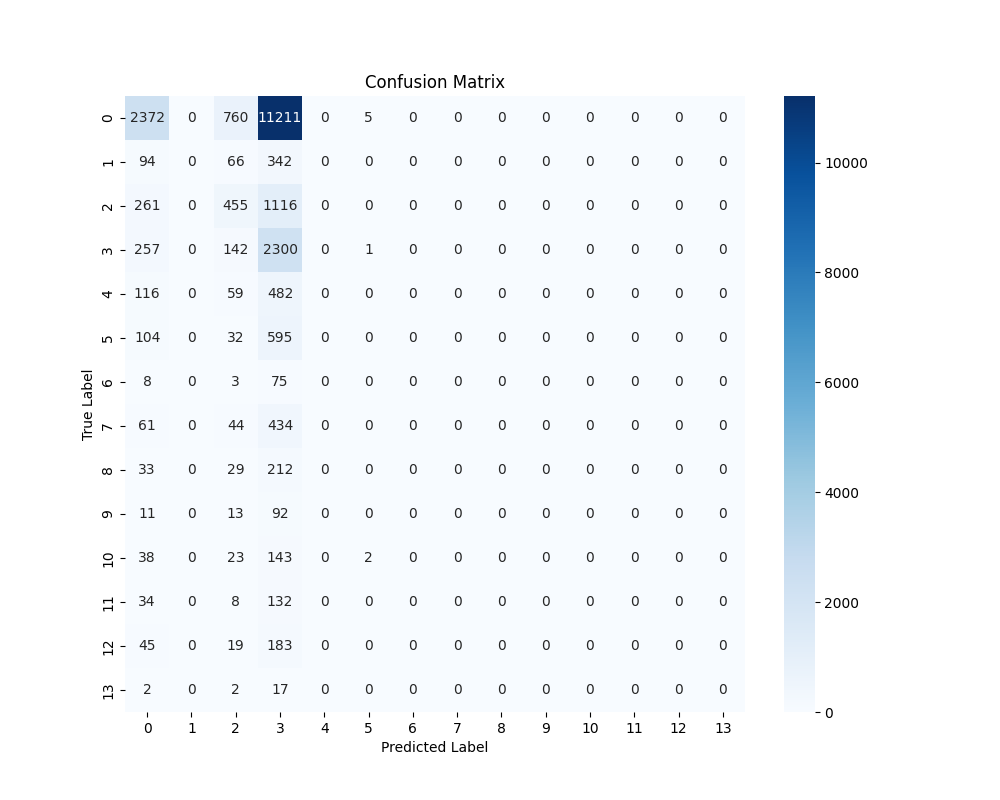 Confusion Matrix
0 2372 0 760 11211 0 5 0 0 0 0 0 0 0 0
1 94 0 66 342 0 0 0 0 0 0 0 0 0 0
2 261 0 455 1116 0 0 0 0 0 0 0 0 0 0
3 257 0 142 2300 0 1 0 0 0 0 0 0 0 0
4 116 0 59 482 0 0 0 0 0 0 0 0 0 0
5 104 0 32 595 0 0 0 0 0 0 0 0 0 0
6 8 0 3 75 0 0 0 0 0 0 0 0 0 0
7 61 0 44 434 0 0 0 0 0 0 0 0 0 0
8 33 0 29 212 0 0 0 0 0 0 0 0 0 0
9 11 0 13 92 0 0 0 0 0 0 0 0 0 0
10 38 0 23 143 0 2 0 0 0 0 0 0 0 0
11 34 0 8 132 0 0 0 0 0 0 0 0 0 0
12 45 0 19 183 0 0 0 0 0 0 0 0 0 0
13 2 0 2 17 0 0 0 0 0 0 0 0 0 0
0 1 2 3 4 5 6 7 8 9 10 11 12 13
Predicted Label
True Label
10000
8000
6000
4000
2000
0